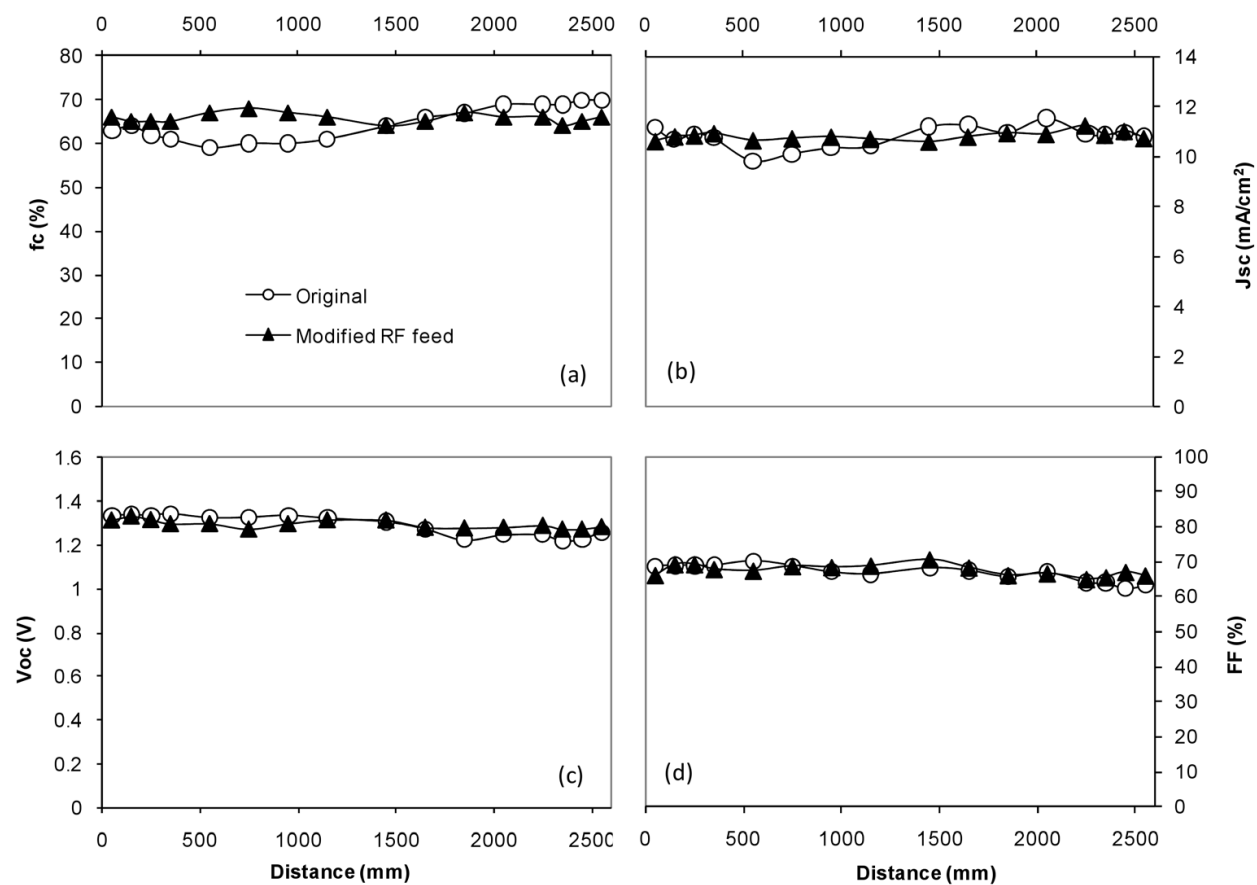 0 500 1000 1500 2000 2500
0 500 1000 1500 2000 2500
80
70
60
50
40
30
20
10
0
fc (%)
Original
Modified RF feed
(a)
14
12
10
8
6
4
2
0
Jsc (mA/cm²)
(b)
1.6
1.4
1.2
1
0.8
0.6
0.4
0.2
0
Voc (V)
(c)
0 500 1000 1500 2000 2500
Distance (mm)
100
90
80
70
60
50
40
30
20
10
0
FF (%)
(d)
0 500 1000 1500 2000 2500
Distance (mm)